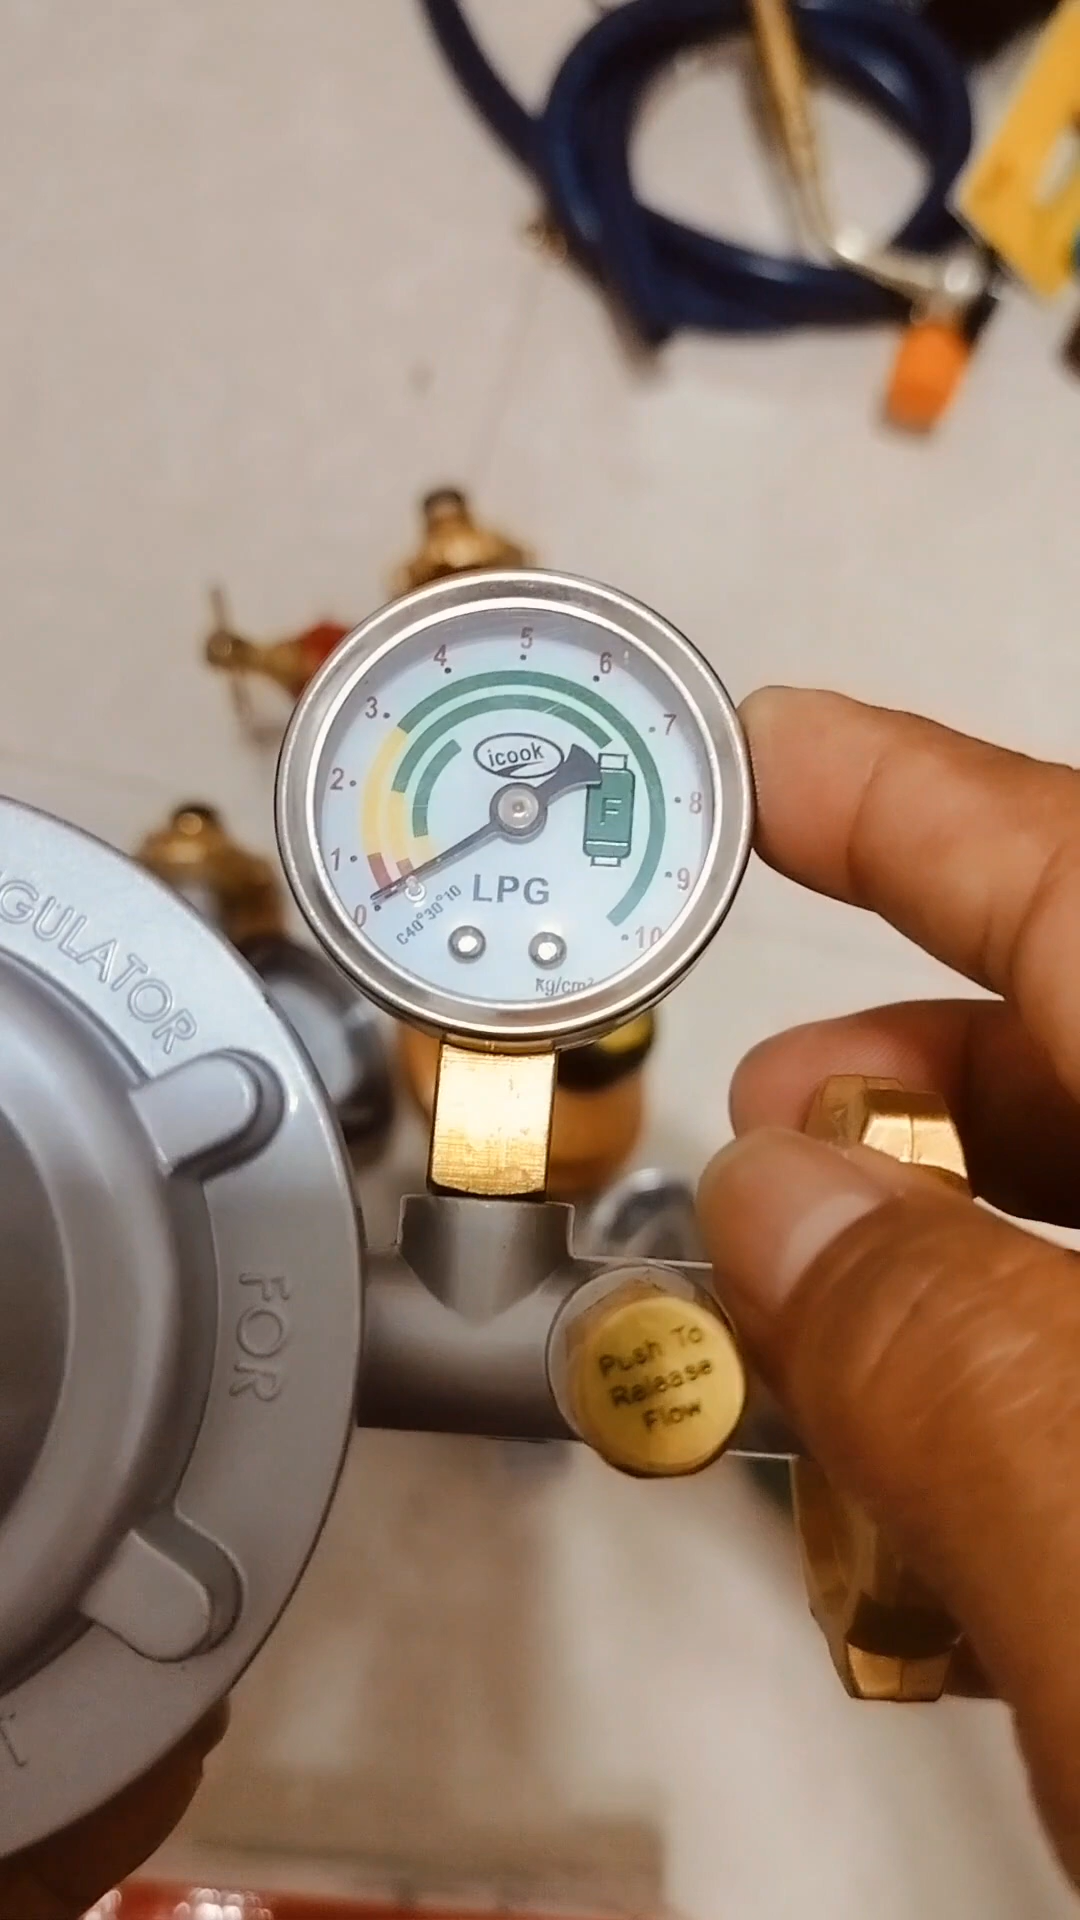 5
4
6
3
7
icook
2
8
F
1
9
LPG
0
C40°30°10
10
Kg/cm²
GULATOR
FOR
Push To
Release
Flow